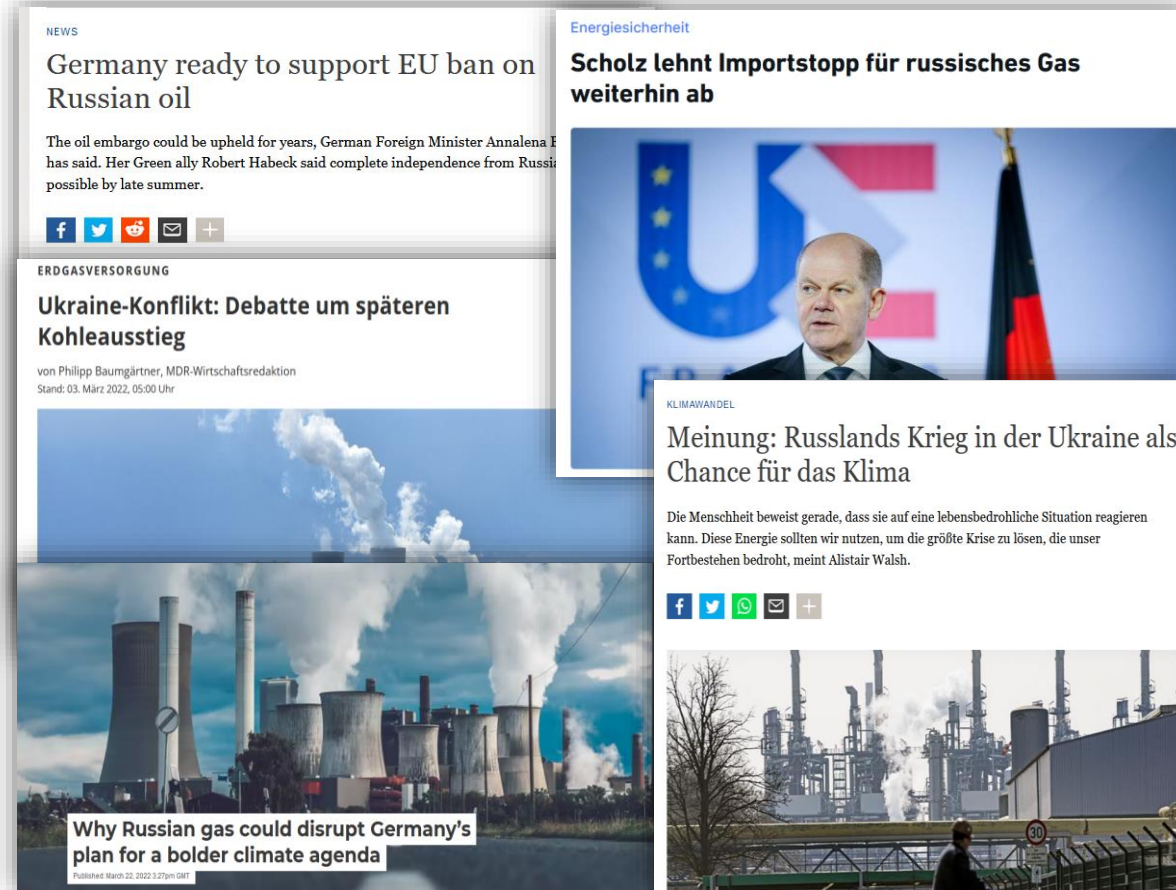 NEWS
Germany ready to support EU ban on
Russian oil
The oil embargo could be upheld for years, German Foreign Minister Annalena
has said. Her Green ally Robert Habeck said complete independence from
possible by late summer.
Energiesicherheit
Scholz lehnt Importstopp für russisches Gas
weiterhin ab
UE
ERDGASVERSORGUNG
Ukraine-Konflikt: Debatte um späteren
Kohleausstieg
von Philipp Baumgärtner, MDR-Wirtschaftsredaktion
Stand: 03. März 2022, 05:00 Uhr
KLIMAWANDEL
Meinung: Russlands Krieg in der Ukraine als
Chance für das Klima
Die Menschheit beweist gerade, dass sie auf eine lebensbedrohliche Situation reagieren
kann. Diese Energie sollten wir nutzen, um die größte Krise zu lösen, die unser
Fortbestehen bedroht, meint Alistair Walsh.
30
Why Russian gas could disrupt Germany's
plan for a bolder climate agenda
Published: March 22, 2022 3.27pm GMT